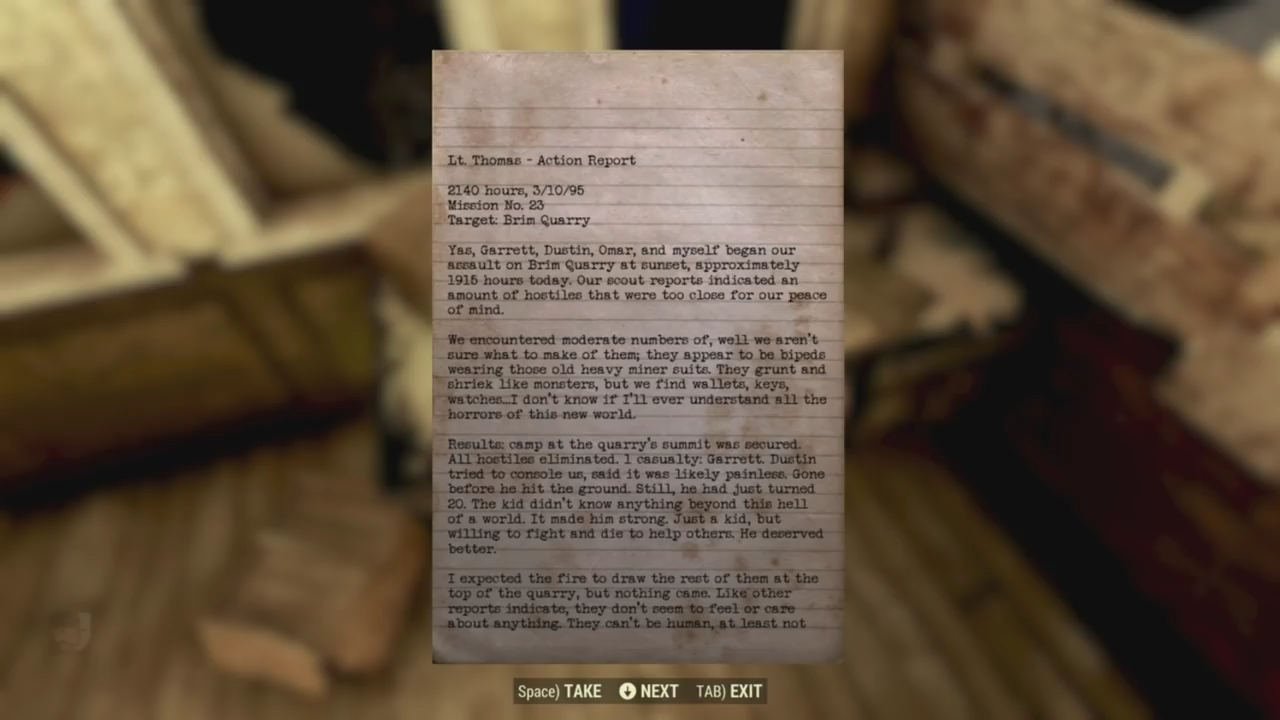 Lt. Thomas - Action Report
2140 hours, 3/10/95
Mission No. 23
Target: Brim Quarry
Yas, Garrett, Dustin, Omar, and myself began our
assault on Brim Quarry at sunset, approximately
1915 hours today. Our scout reports indicated an
amount of hostiles that were too close for our peace
of mind.
We encountered moderate numbers of, well we aren't
sure what to make of them; they appear to be bipeds
wearing those old heavy miner suits. They grunt and
shriek like monsters, but we find wallets, keys,
watches...I don't know if I'll ever understand all the
horrors of this new world.
Results: camp at the quarry's summit was secured.
All hostiles eliminated. 1 casualty: Garrett. Dustin
tried to console us, said it was likely painless. Gone
before he hit the ground. Still, he had just turned
20. The kid didn't know anything beyond this hell
of a world. It made him strong. Just a kid, but
willing to fight and die to help others. He deserved
better.
I expected the fire to draw the rest of them at the
top of the quarry, but nothing came. Like other
reports indicate, they don't seem to feel or care
about anything. They can't be human, at least not
Space) TAKE NEXT TAB) EXIT